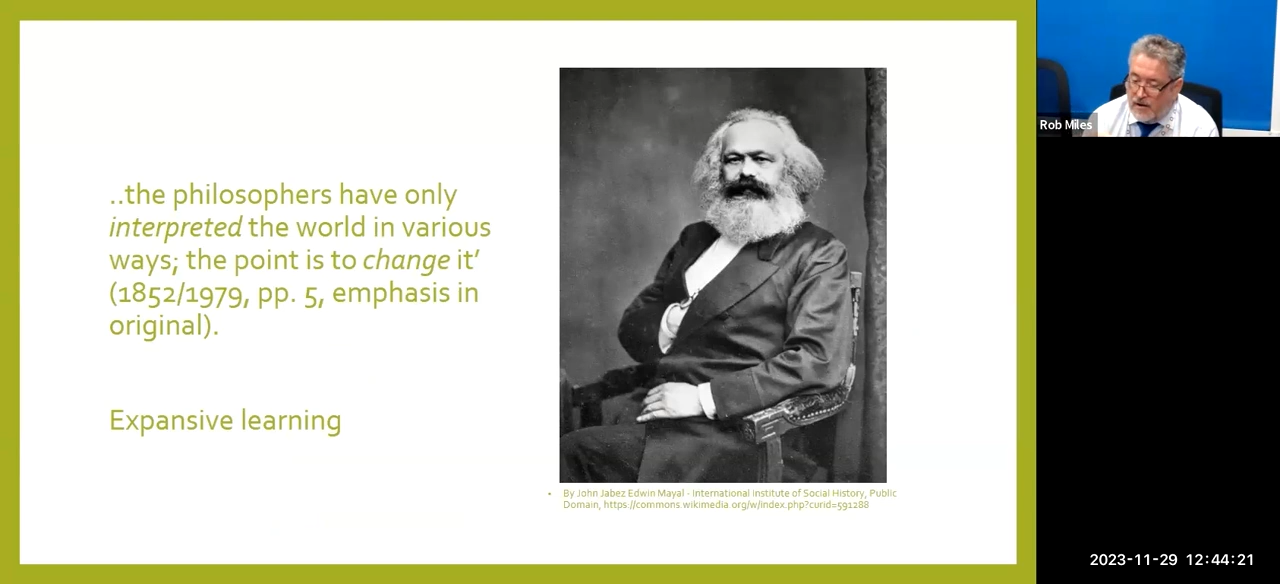 ..the philosophers have only
interpreted the world in various
ways; the point is to change it’
(1852/1979, pp. 5, emphasis in
original).
Expansive learning
• By John Jabez Edwin Mayal - International Institute of Social History, Public
Domain, https://commons.wikimedia.org/w/index.php?curid=591288
Rob Miles
2023-11-29 12:44:21